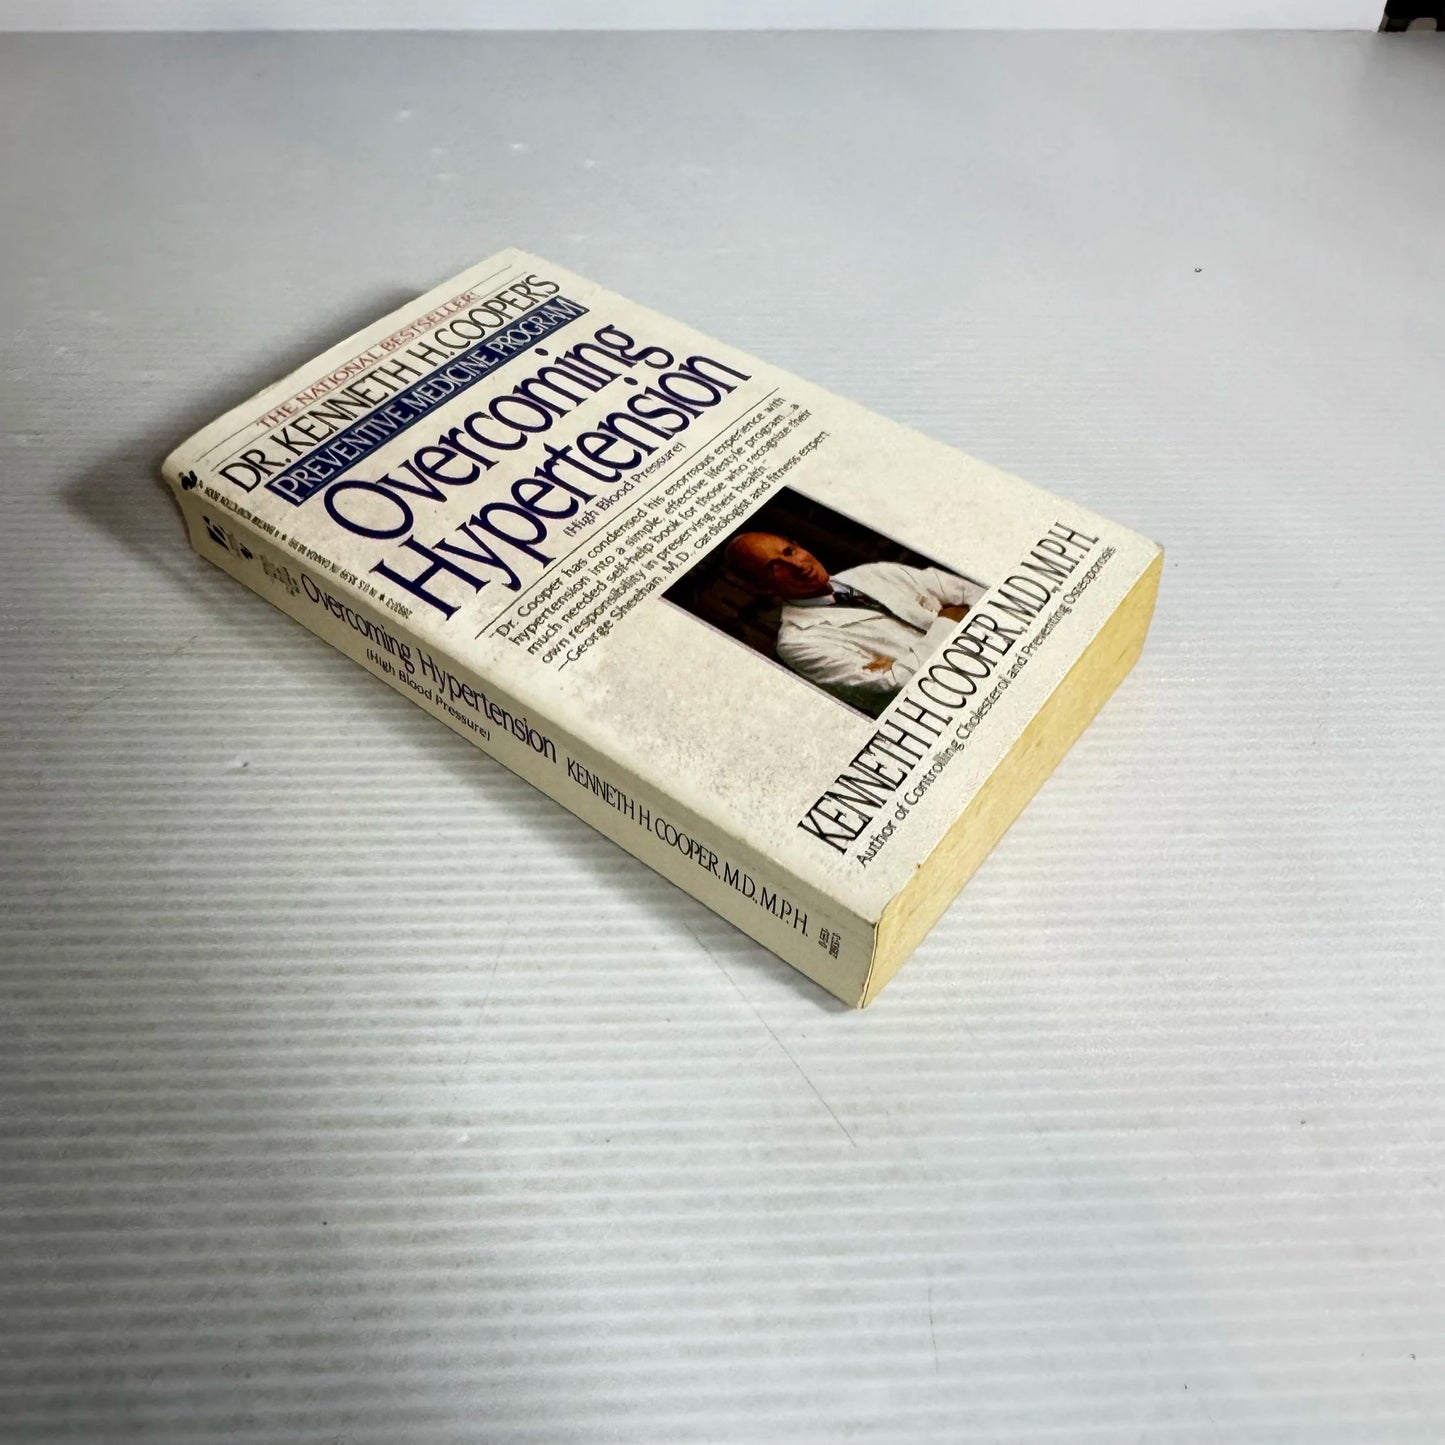 THE NATIONAL BESTSELLER!
DR. KENNETH H. COOPER'S
PREVENTIVE MEDICINE PROGRAM
Overcoming
Hypertension
(High Blood Pressure)
"Dr. Cooper has condensed his enormous experience with
hypertension into a simple, effective lifestyle program...a
much needed self-help book for those who recognize their
own responsibility in preserving their health."
—George Sheehan, M.D., cardiologist and fitness expert
KENNETH H. COOPER, M.D., M.P.H.
Author of Controlling Cholesterol and Preventing Osteoporosis
Overcoming Hypertension
(High Blood Pressure)
KENNETH H. COOPER, M.D., M.P.H.